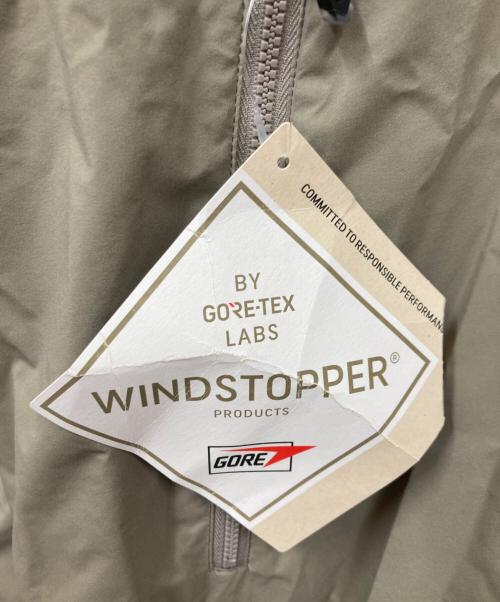 COMMITTED TO RESPONSIBLE PERFORMAN
BY
GORE-TEX
LABS
WINDSTOPPER®
PRODUCTS
GORE